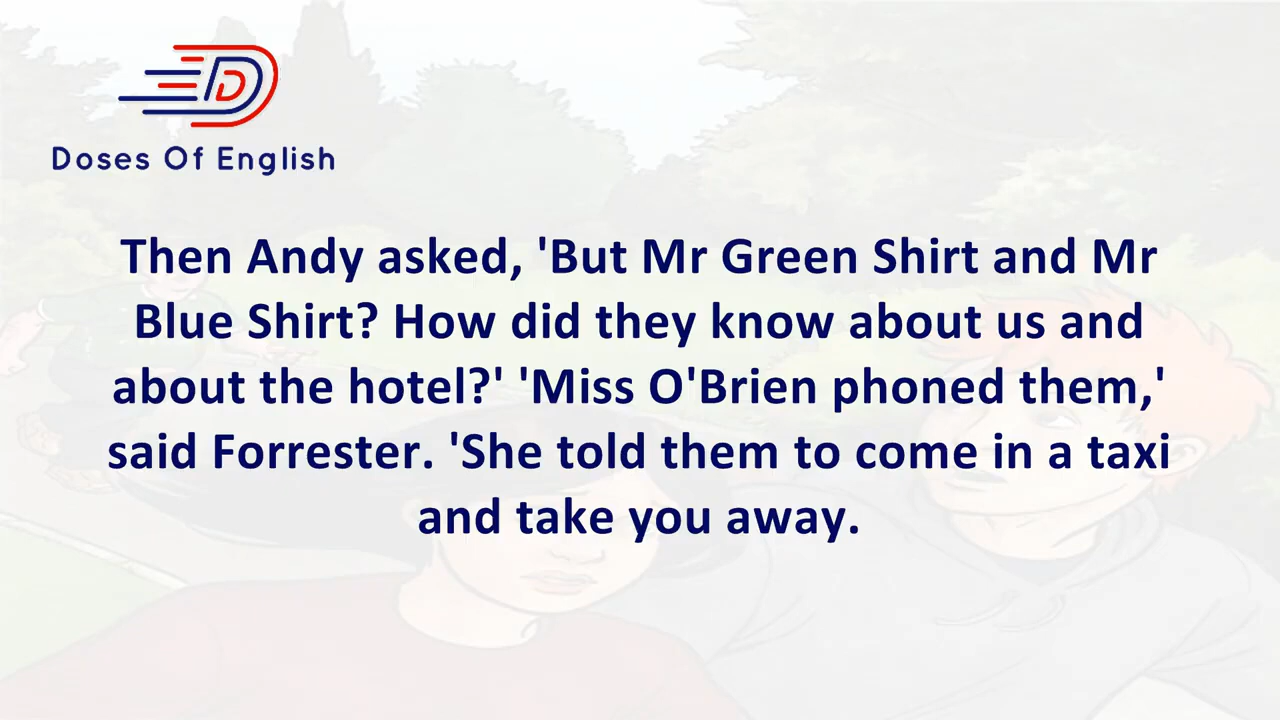 Doses Of English
Then Andy asked, 'But Mr Green Shirt and Mr
Blue Shirt? How did they know about us and
about the hotel?' 'Miss O'Brien phoned them,'
said Forrester. 'She told them to come in a taxi
and take you away.